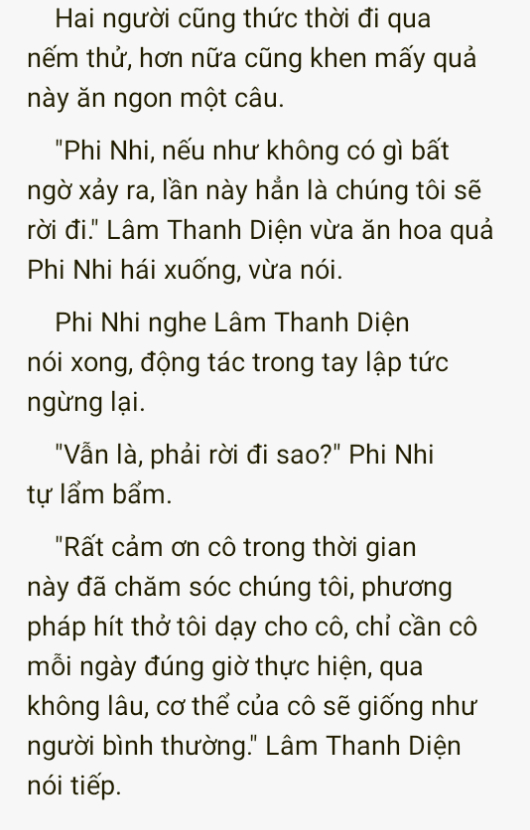 Hai người cũng thức thời đi qua
nếm thử, hơn nữa cũng khen mấy quả
này ăn ngon một câu.
"Phi Nhi, nếu như không có gì bất
ngờ xảy ra, lần này hẳn là chúng tôi sẽ
rời đi." Lâm Thanh Diện vừa ăn hoa quả
Phi Nhi hái xuống, vừa nói.
Phi Nhi nghe Lâm Thanh Diện
nói xong, động tác trong tay lập tức
ngừng lại.
"Vẫn là, phải rời đi sao?" Phi Nhi
tự lẩm bẩm.
"Rất cảm ơn cô trong thời gian
này đã chăm sóc chúng tôi, phương
pháp hít thở tôi dạy cho cô, chỉ cần cô
mỗi ngày đúng giờ thực hiện, qua
không lâu, cơ thể của cô sẽ giống như
người bình thường." Lâm Thanh Diện
nói tiếp.